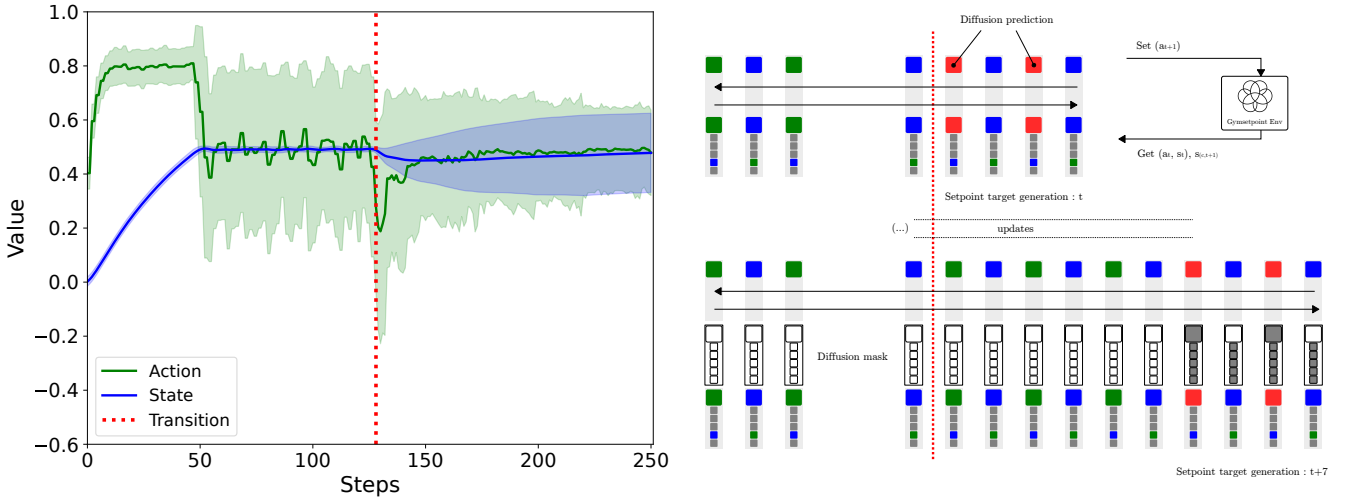 1.0
0.8
0.6
0.4
0.2
0.0
−0.2
−0.4
−0.6
Value
Action
State
Transition
0
50
100
150
200
250
Steps
Diffusion prediction
Set (at+1)
Gymsetpoint Env
Get (at, st), s(c,t+1)
Setpoint target generation : t
(...)
updates
Diffusion mask
Setpoint target generation : t+7